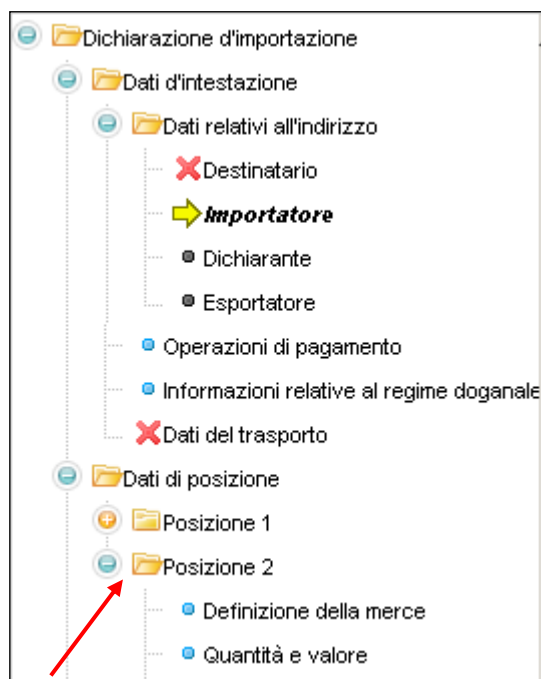 Dichiarazione d'importazione
Dati d'intestazione
Dati relativi all'indirizzo
Destinatario
Importatore
Dichiarante
Esportatore
Operazioni di pagamento
Informazioni relative al regime doganale
Dati del trasporto
Dati di posizione
Posizione 1
Posizione 2
Definizione della merce
Quantità e valore